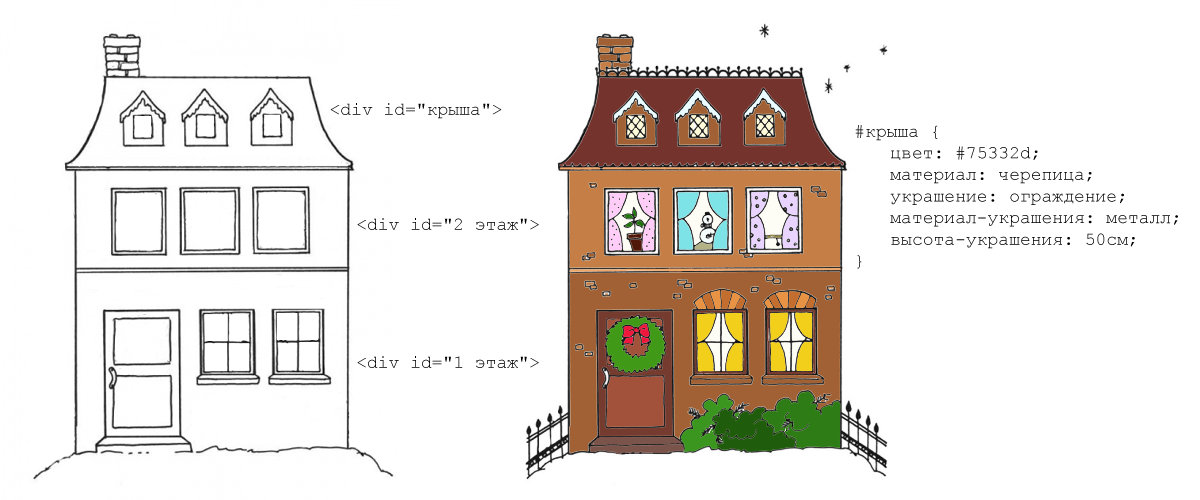 <div id="крыша">
<div id="2 этаж">
<div id="1 этаж">
#крыша {
цвет: #75332d;
материал: черепица;
украшение: ограждение;
материал-украшения: металл;
высота-украшения: 50см;
}